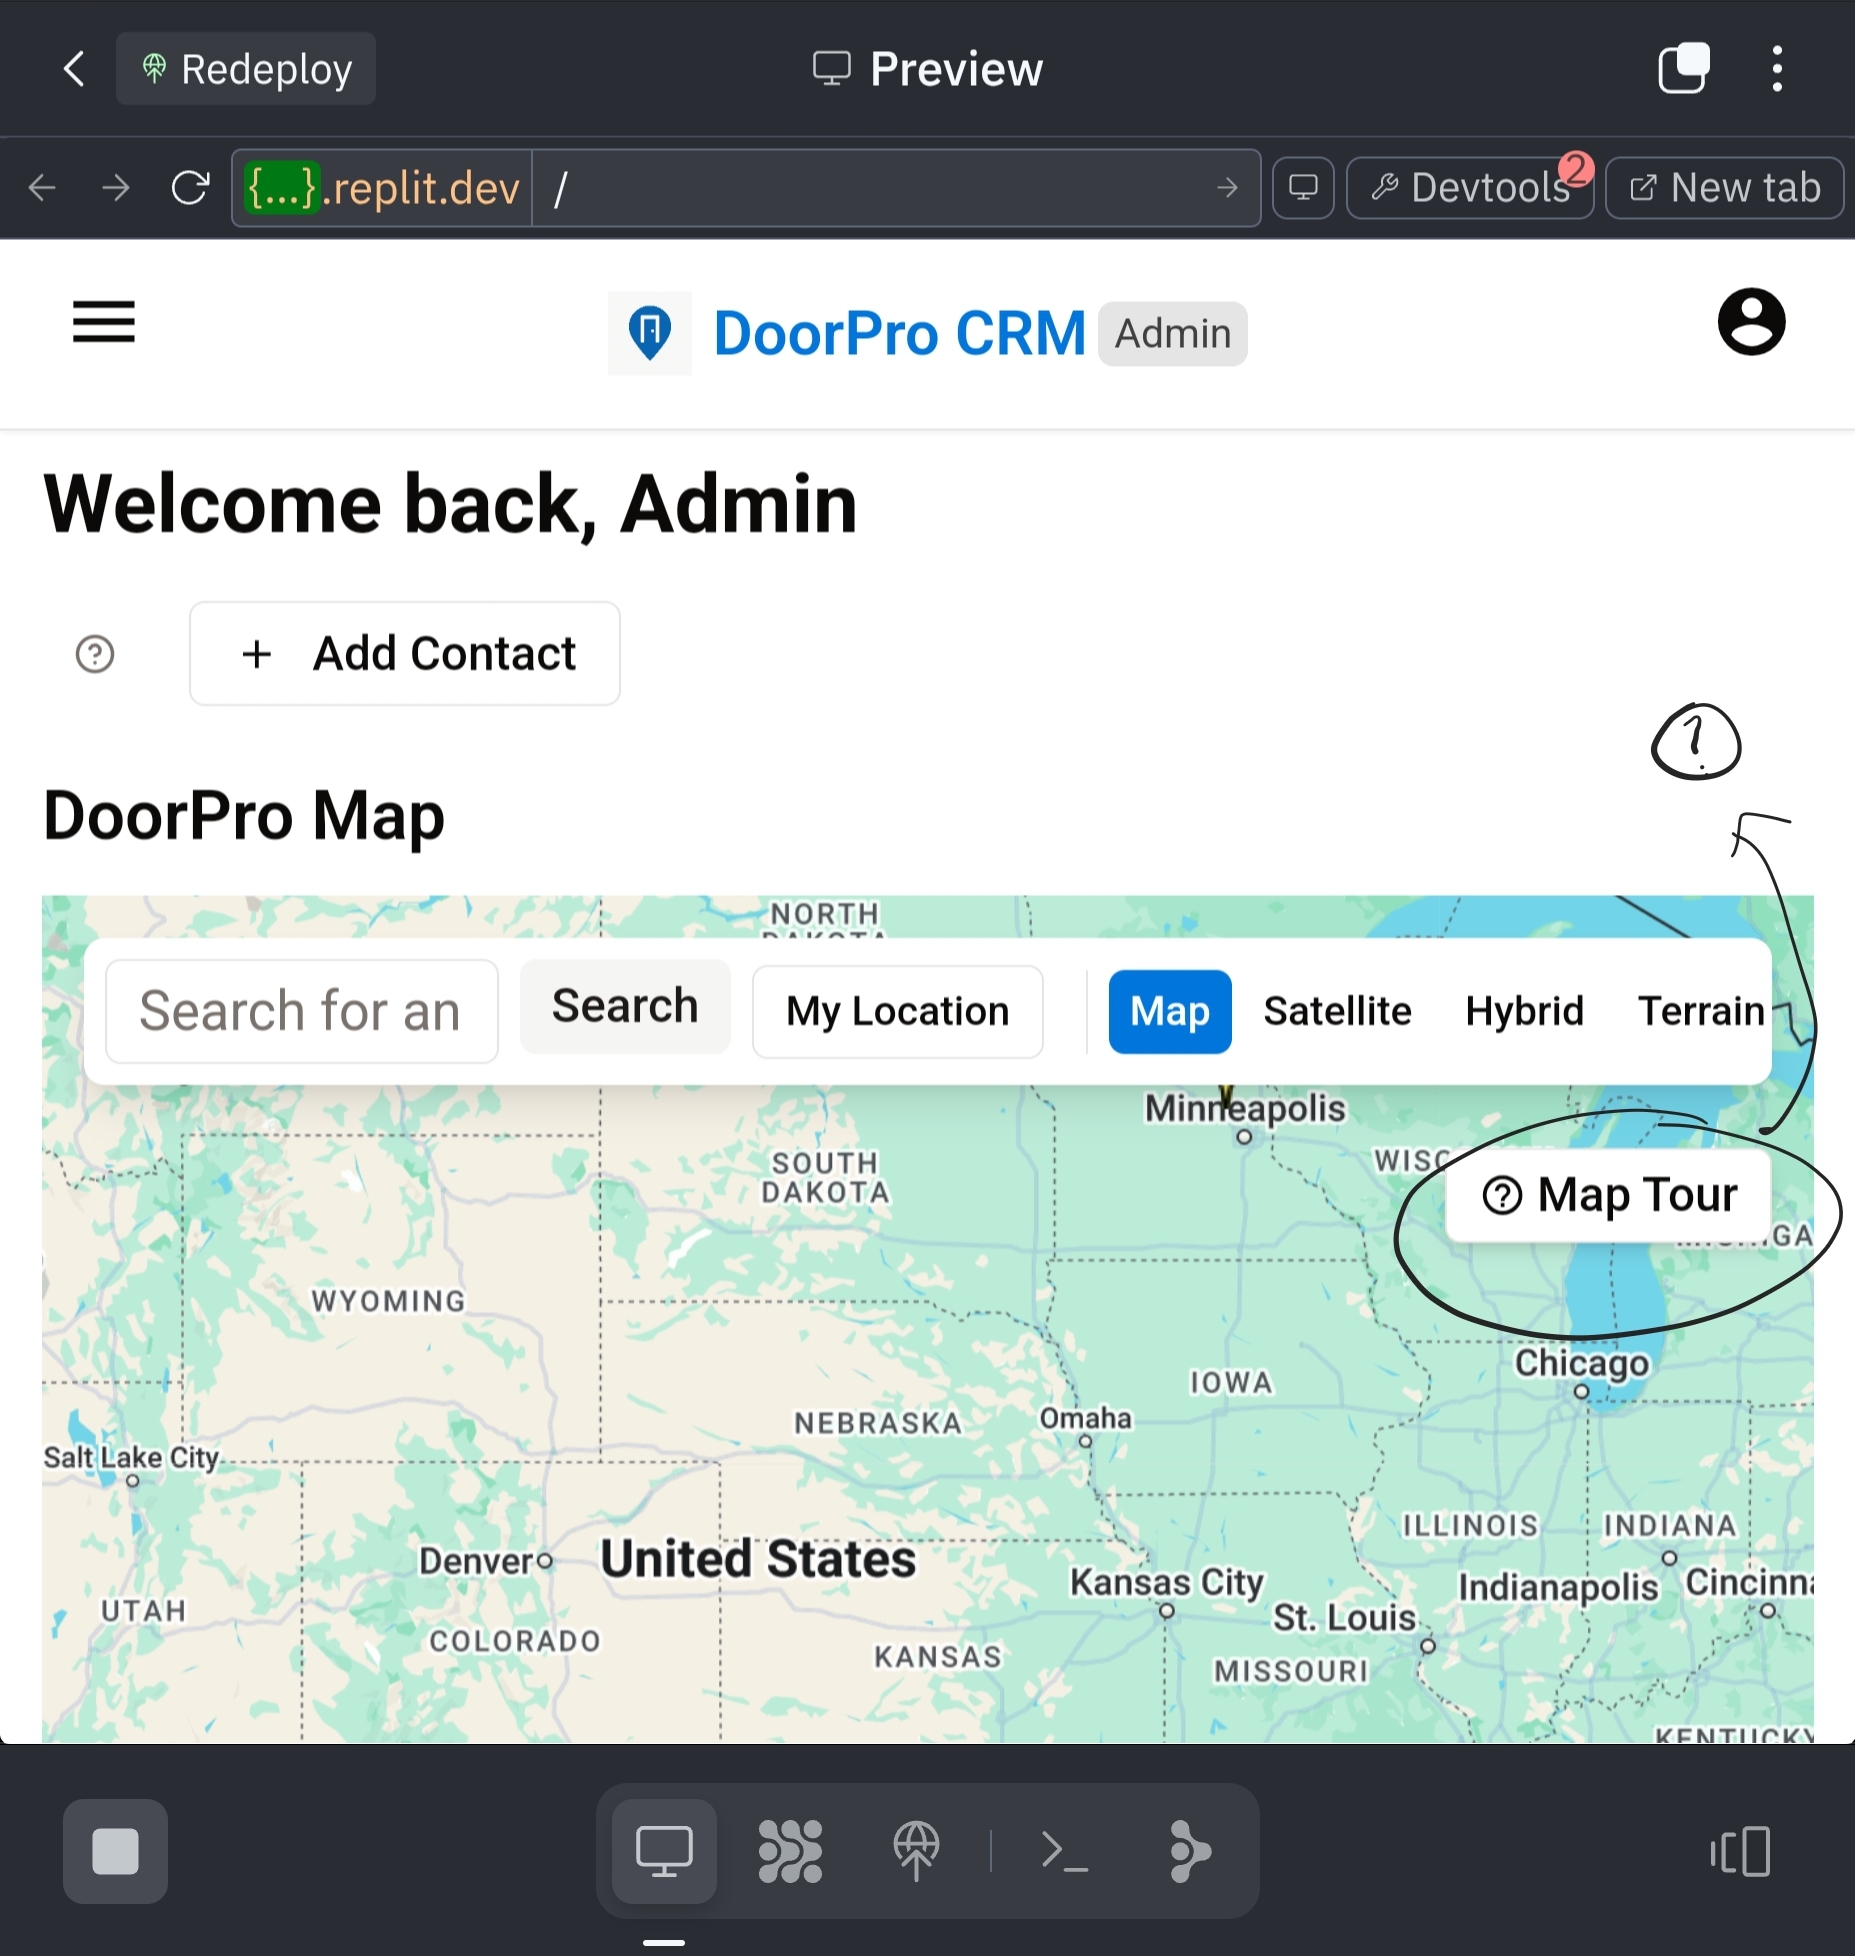 Redeploy
Preview
{...}.replit.dev
/
Devtools
2
New tab
DoorPro CRM
Admin
Welcome back, Admin
?
+ Add Contact
?
DoorPro Map
NORTH
DAKOTA
Search for an
Search
My Location
Map
Satellite
Hybrid
Terrain
Minneapolis
SOUTH
DAKOTA
WISC
? Map Tour
GA
WYOMING
Chicago
IOWA
NEBRASKA
Omaha
Salt Lake City
ILLINOIS
INDIANA
Denver
United States
Kansas City
Indianapolis
Cincinna
UTAH
St. Louis
COLORADO
KANSAS
MISSOURI
KENTUCKY